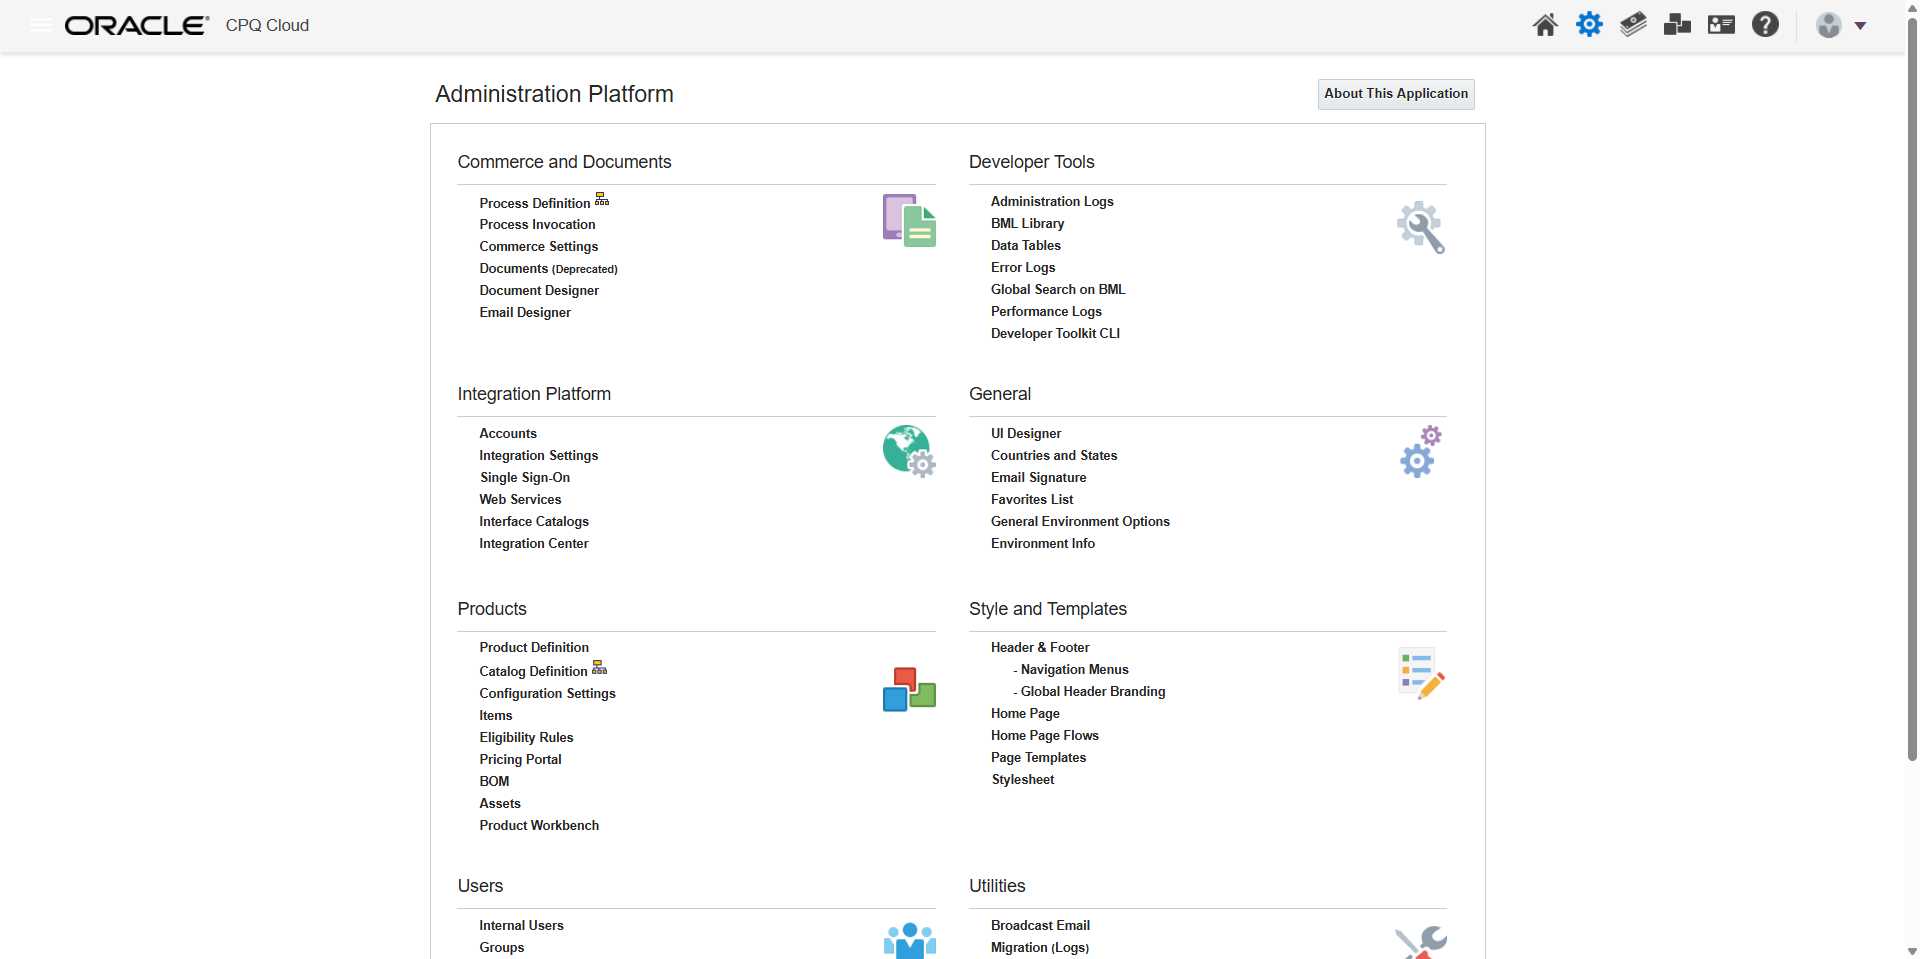 ORACLE® CPQ Cloud
Administration Platform
About This Application
Commerce and Documents
Process Definition
Process Invocation
Commerce Settings
Documents (Deprecated)
Document Designer
Email Designer
Developer Tools
Administration Logs
BML Library
Data Tables
Error Logs
Global Search on BML
Performance Logs
Developer Toolkit CLI
Integration Platform
Accounts
Integration Settings
Single Sign-On
Web Services
Interface Catalogs
Integration Center
General
UI Designer
Countries and States
Email Signature
Favorites List
General Environment Options
Environment Info
Products
Product Definition
Catalog Definition
Configuration Settings
Items
Eligibility Rules
Pricing Portal
BOM
Assets
Product Workbench
Style and Templates
Header & Footer
- Navigation Menus
- Global Header Branding
Home Page
Home Page Flows
Page Templates
Stylesheet
Users
Internal Users
Groups
Utilities
Broadcast Email
Migration (Logs)